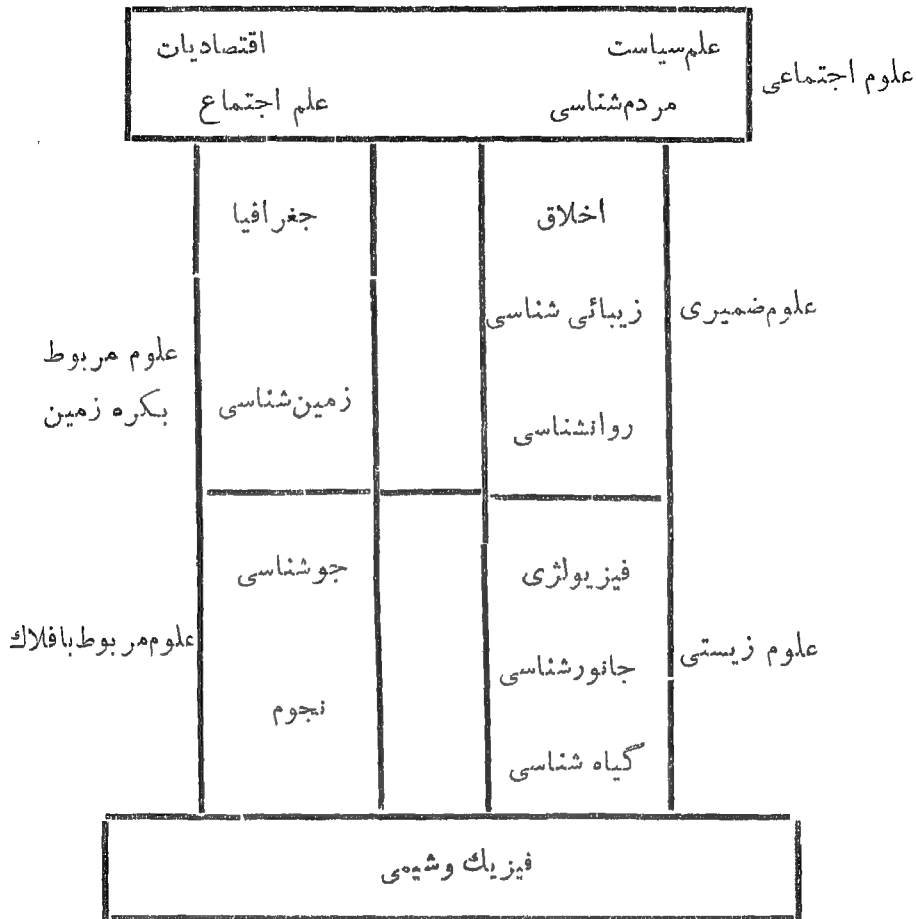 علوم اجتماعی
علم‌سیاست
اقتصادیات
مردم‌شناسی
علم اجتماع
علوم‌ضمیری
اخلاق
زیبائی شناسی
روانشناسی
علوم زیستی
فیزیولژی
جانورشناسی
گیاه شناسی
جغرافیا
زمین‌شناسی
علوم مربوط
بکره زمین
جوشناسی
نجوم
علوم‌مربوط‌بافلاك
فیزیك وشیمی